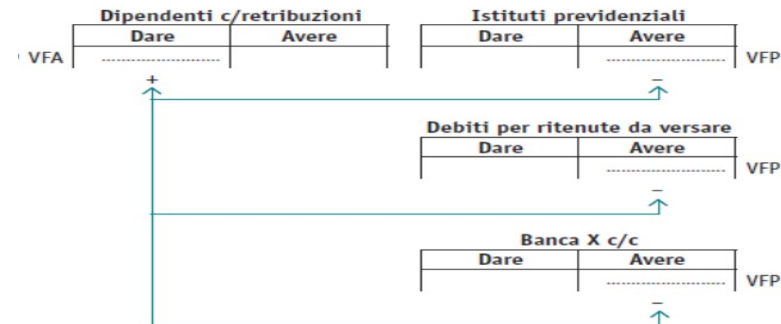 Dipendenti c/retribuzioni Istituti previdenziali
Dare Avere Dare Avere
VFA ........................ ........................ VFP
+ –
Debiti per ritenute da versare
Dare Avere
........................ VFP
–
Banca X c/c
Dare Avere
........................ VFP
–